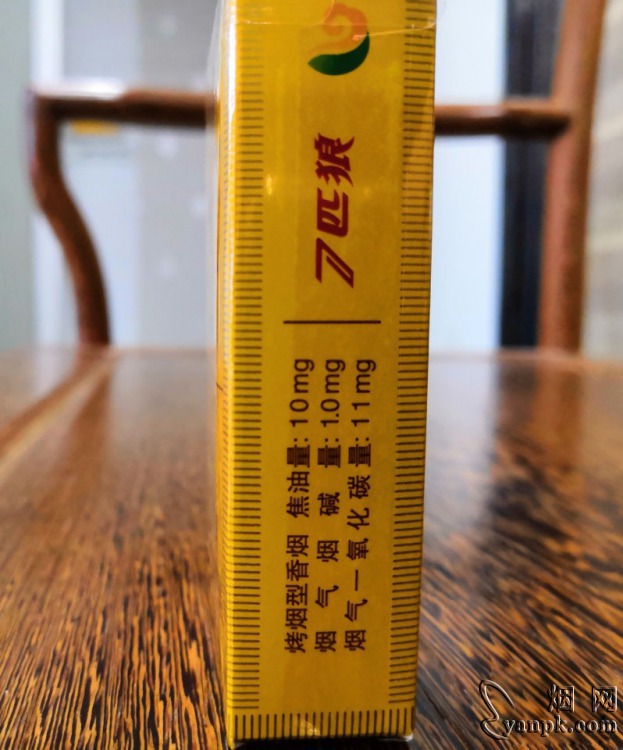 7匹狼
烤烟型香烟 焦油量: 10mg
烟气烟碱量: 1.0mg
烟气一氧化碳量: 11mg
烟网
yanpk.com